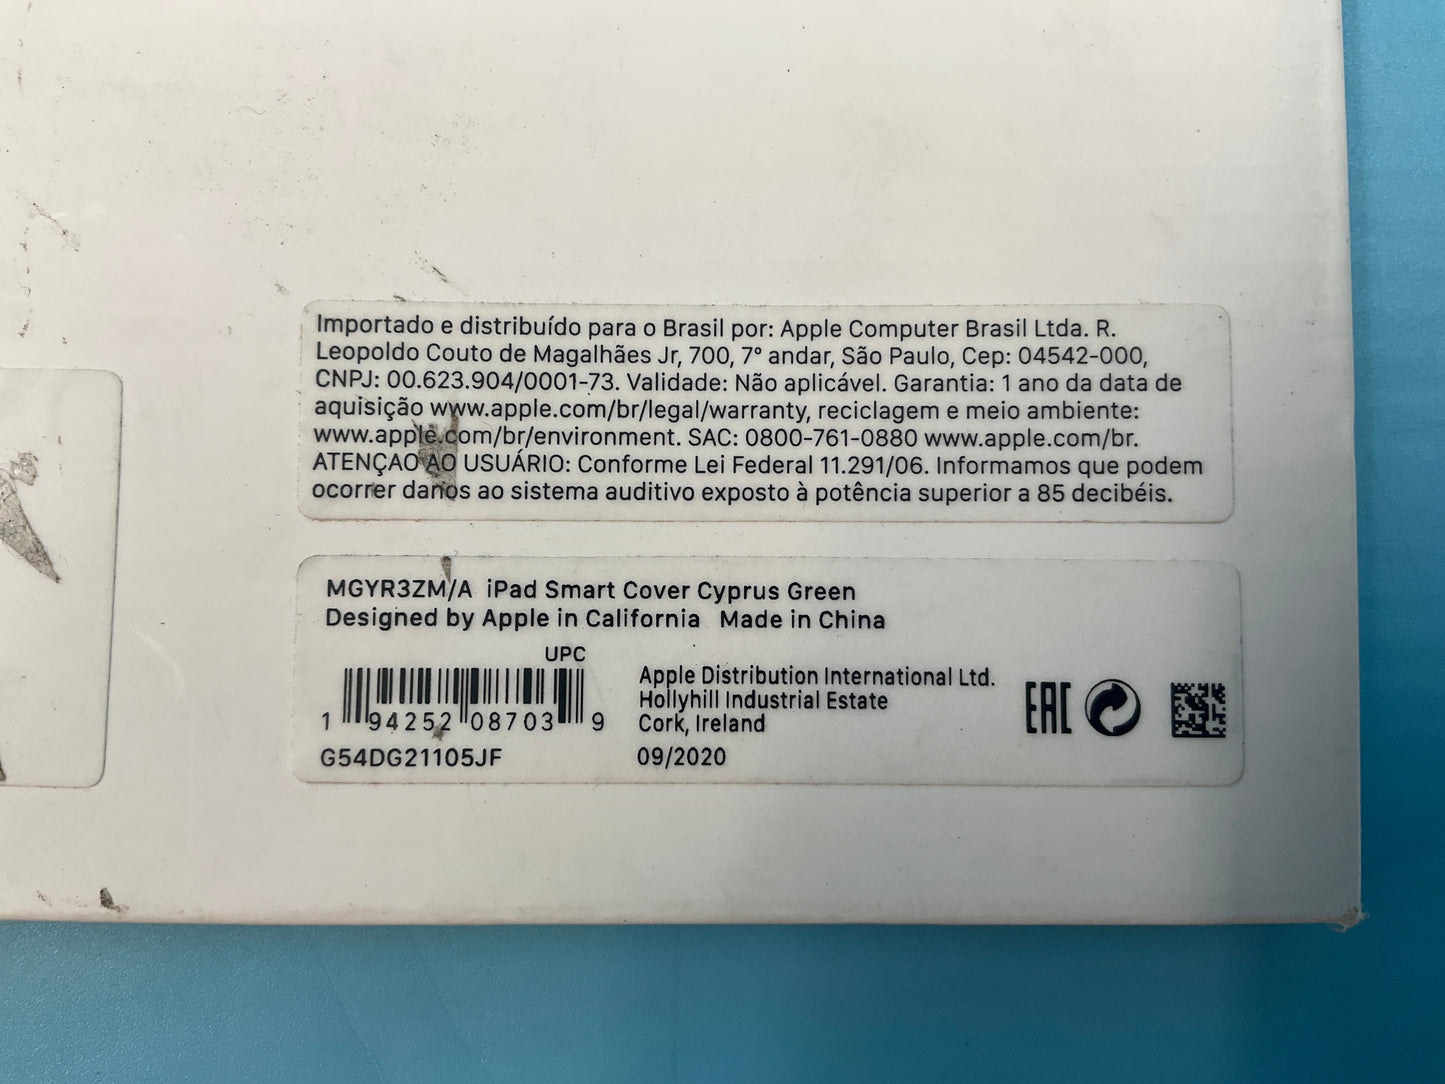 Importado e distribuído para o Brasil por: Apple Computer Brasil Ltda. R.
Leopoldo Couto de Magalhães Jr, 700, 7° andar, São Paulo, Cep: 04542-000,
CNPJ: 00.623.904/0001-73. Validade: Não aplicável. Garantia: 1 ano da data de
aquisição www.apple.com/br/legal/warranty, reciclagem e meio ambiente:
www.apple.com/br/environment. SAC: 0800-761-0880 www.apple.com/br.
ATENÇAO AO USUÁRIO: Conforme Lei Federal 11.291/06. Informamos que podem
ocorrer danos ao sistema auditivo exposto à potência superior a 85 decibéis.
MGYR3ZM/A iPad Smart Cover Cyprus Green
Designed by Apple in California Made in China
UPC
1 94252 08703 9
G54DG21105JF
Apple Distribution International Ltd.
Hollyhill Industrial Estate
Cork, Ireland
09/2020
EAC